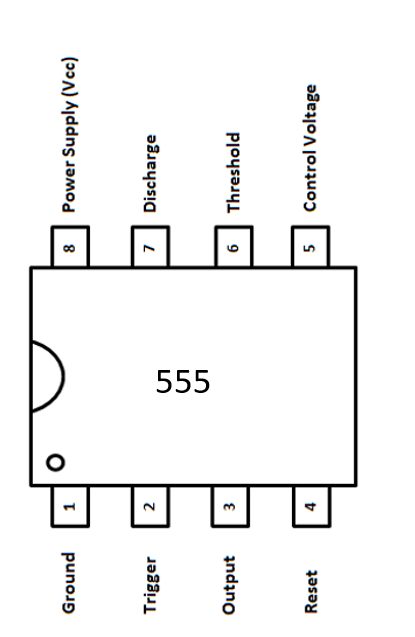 Power Supply (Vcc)
Discharge
Threshold
Control Voltage
8
7
6
5
555
1
2
3
4
Ground
Trigger
Output
Reset